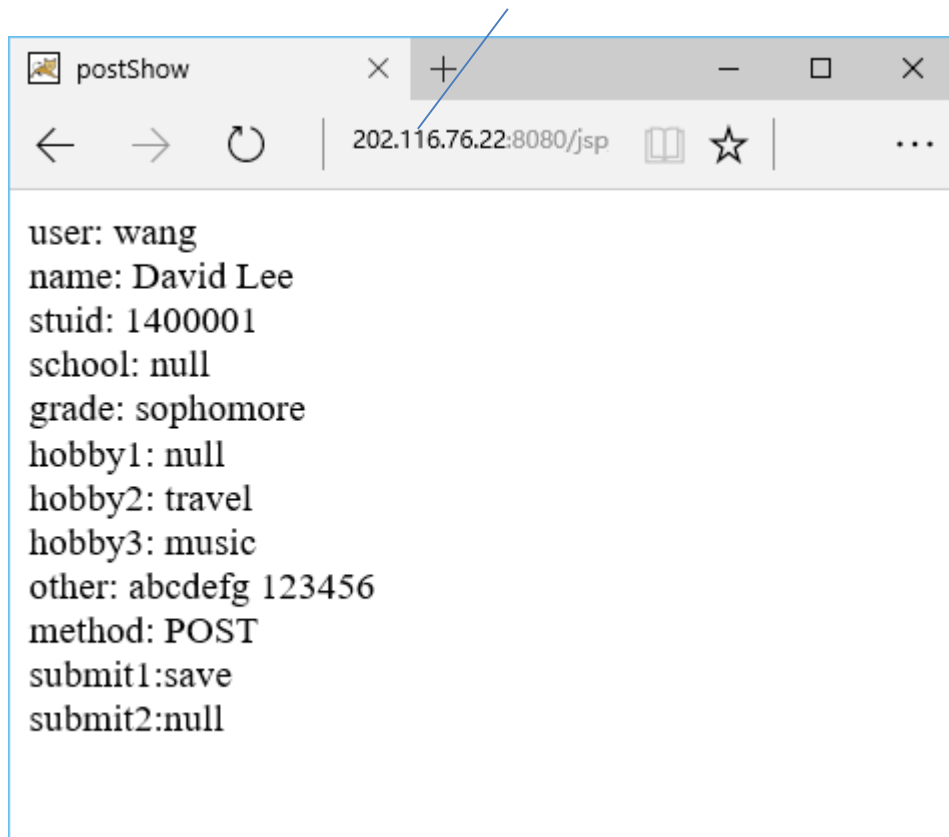 postShow
202.116.76.22:8080/jsp
user: wang
name: David Lee
stuid: 1400001
school: null
grade: sophomore
hobby1: null
hobby2: travel
hobby3: music
other: abcdefg 123456
method: POST
submit1:save
submit2:null